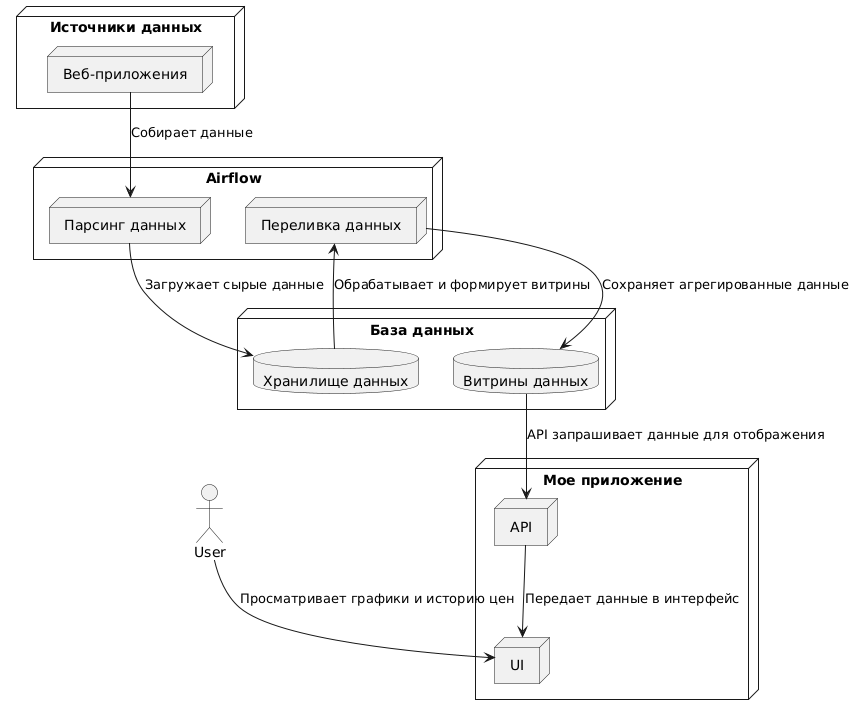 Источники данных
Веб-приложения
Собирает данные
Airflow
Парсинг данных
Переливка данных
Загружает сырые данные
Обрабатывает и формирует витрины
Сохраняет агрегированные данные
База данных
Хранилище данных
Витрины данных
API запрашивает данные для отображения
Мое приложение
API
User
Просматривает графики и историю цен
Передает данные в интерфейс
UI